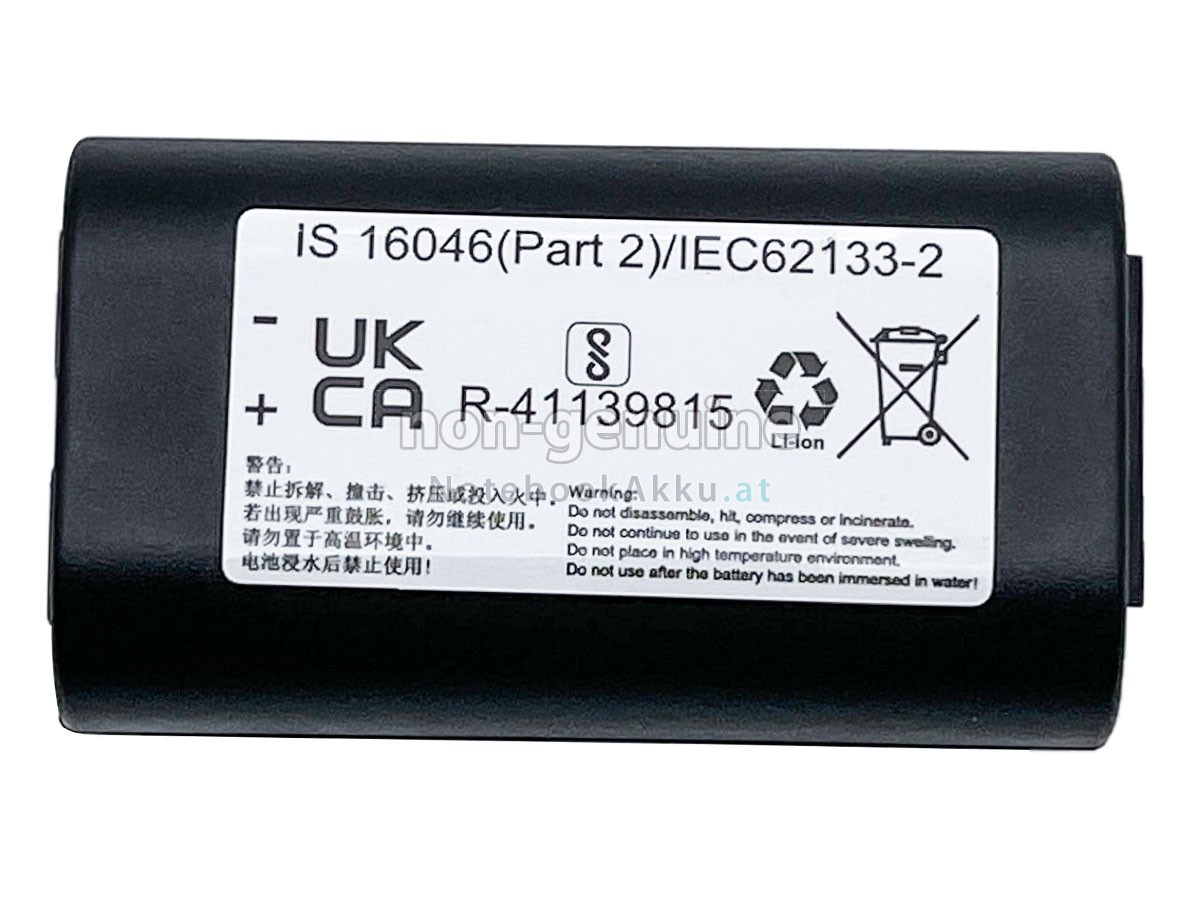 IS 16046(Part 2)/IEC62133-2
- UK
+ CA
R-41139815
Li-ion
non-genuine
NotebookAkku.at
警告:
禁止拆解、撞击、挤压或投入火中。
若出现严重鼓胀，请勿继续使用。
请勿置于高温环境中。
电池浸水后禁止使用!
Warning:
Do not disassemble, hit, compress or incinerate.
Do not continue to use in the event of severe swelling.
Do not place in high temperature environment.
Do not use after the battery has been immersed in water!